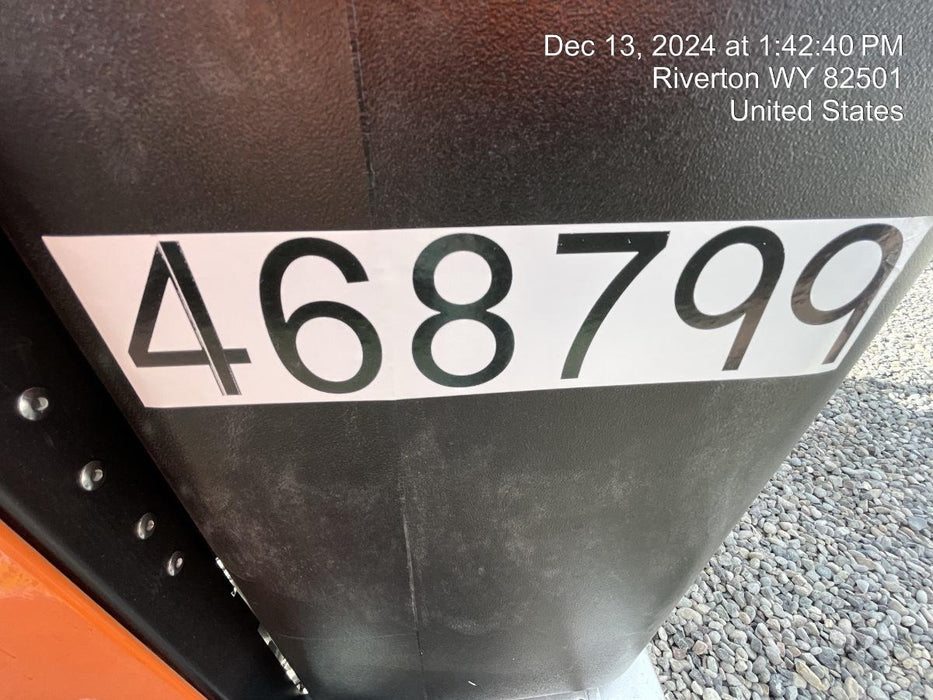 Dec 13, 2024 at 1:42:40 PM
Riverton WY 82501
United States
468799